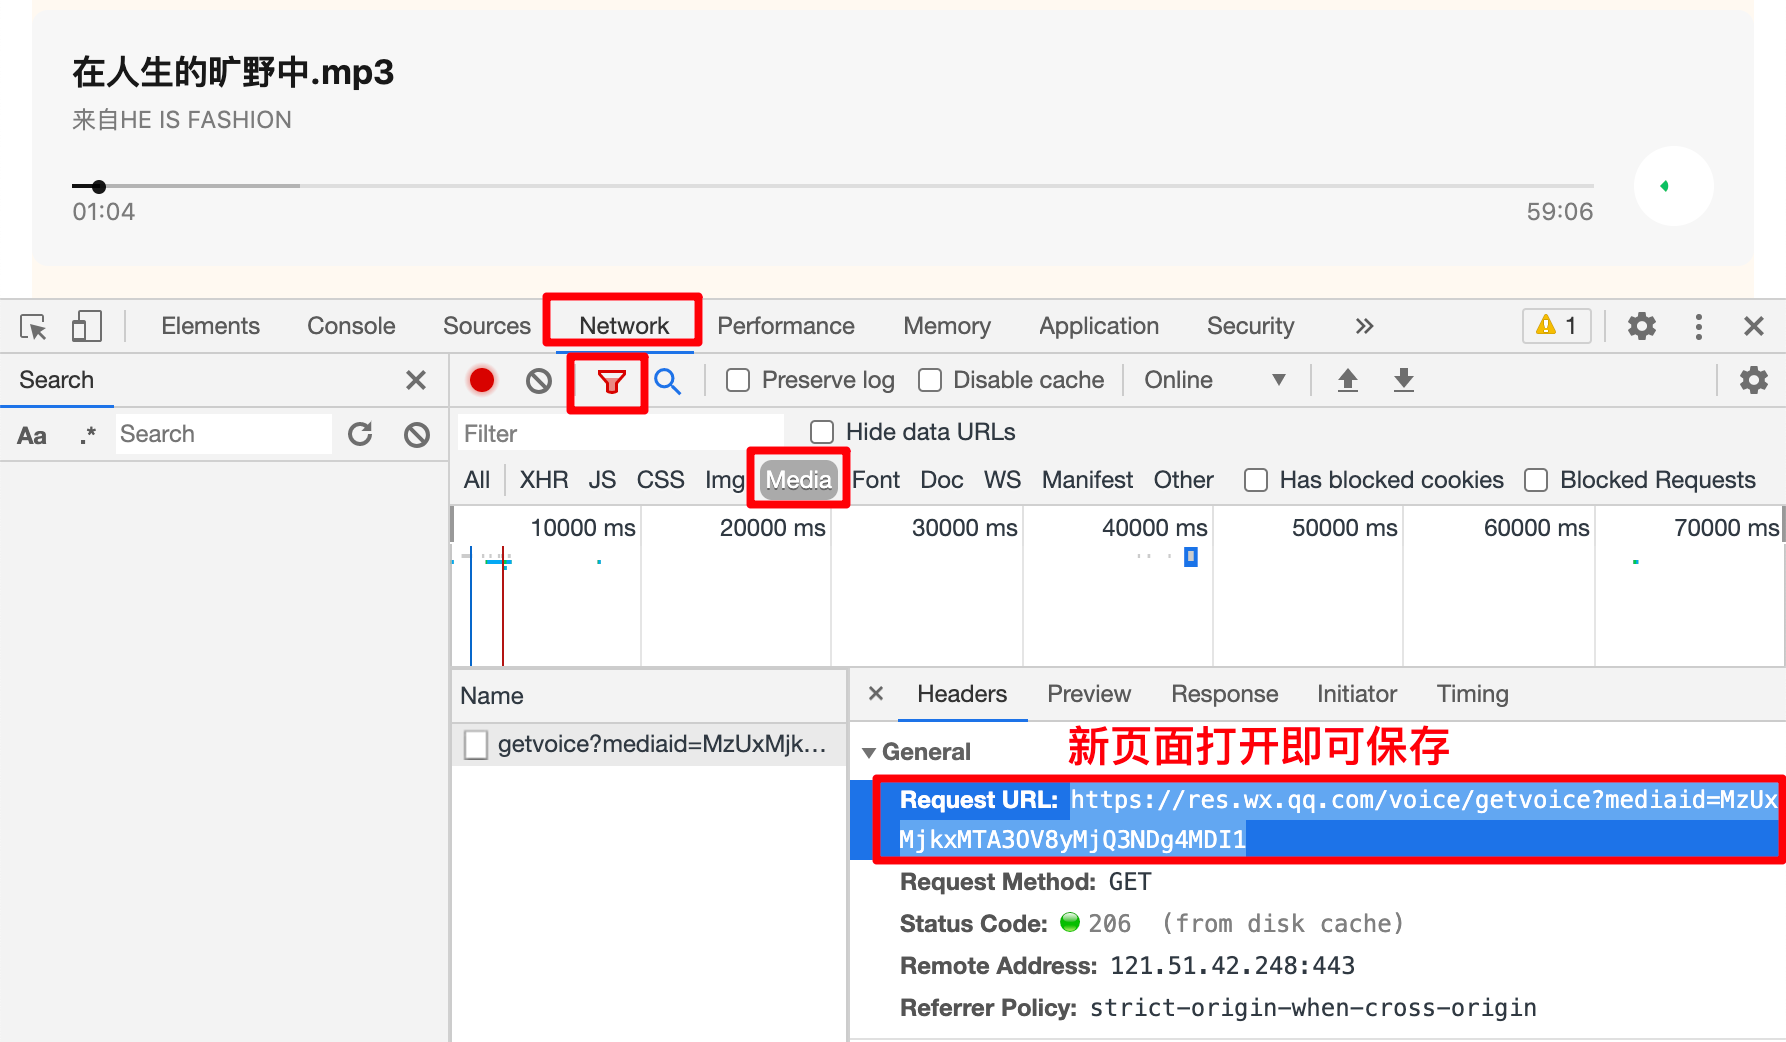 在人生的旷野中.mp3
来自HE IS FASHION
01:04
59:06
Elements Console Sources Network Performance Memory Application Security 1
Search
Preserve log Disable cache Online
Aa .* Search
Filter Hide data URLs
All XHR JS CSS Img Media Font Doc WS Manifest Other Has blocked cookies Blocked Requests
10000 ms 20000 ms 30000 ms 40000 ms 50000 ms 60000 ms 70000 ms
Name
getvoice?mediaid=MzUxMjk...
Headers Preview Response Initiator Timing
General
新页面打开即可保存
Request URL: https://res.wx.qq.com/voice/getvoice?mediaid=MzUx
MjkxMTA3OV8yMjQ3NDg4MDI1
Request Method: GET
Status Code: 206 (from disk cache)
Remote Address: 121.51.42.248:443
Referrer Policy: strict-origin-when-cross-origin